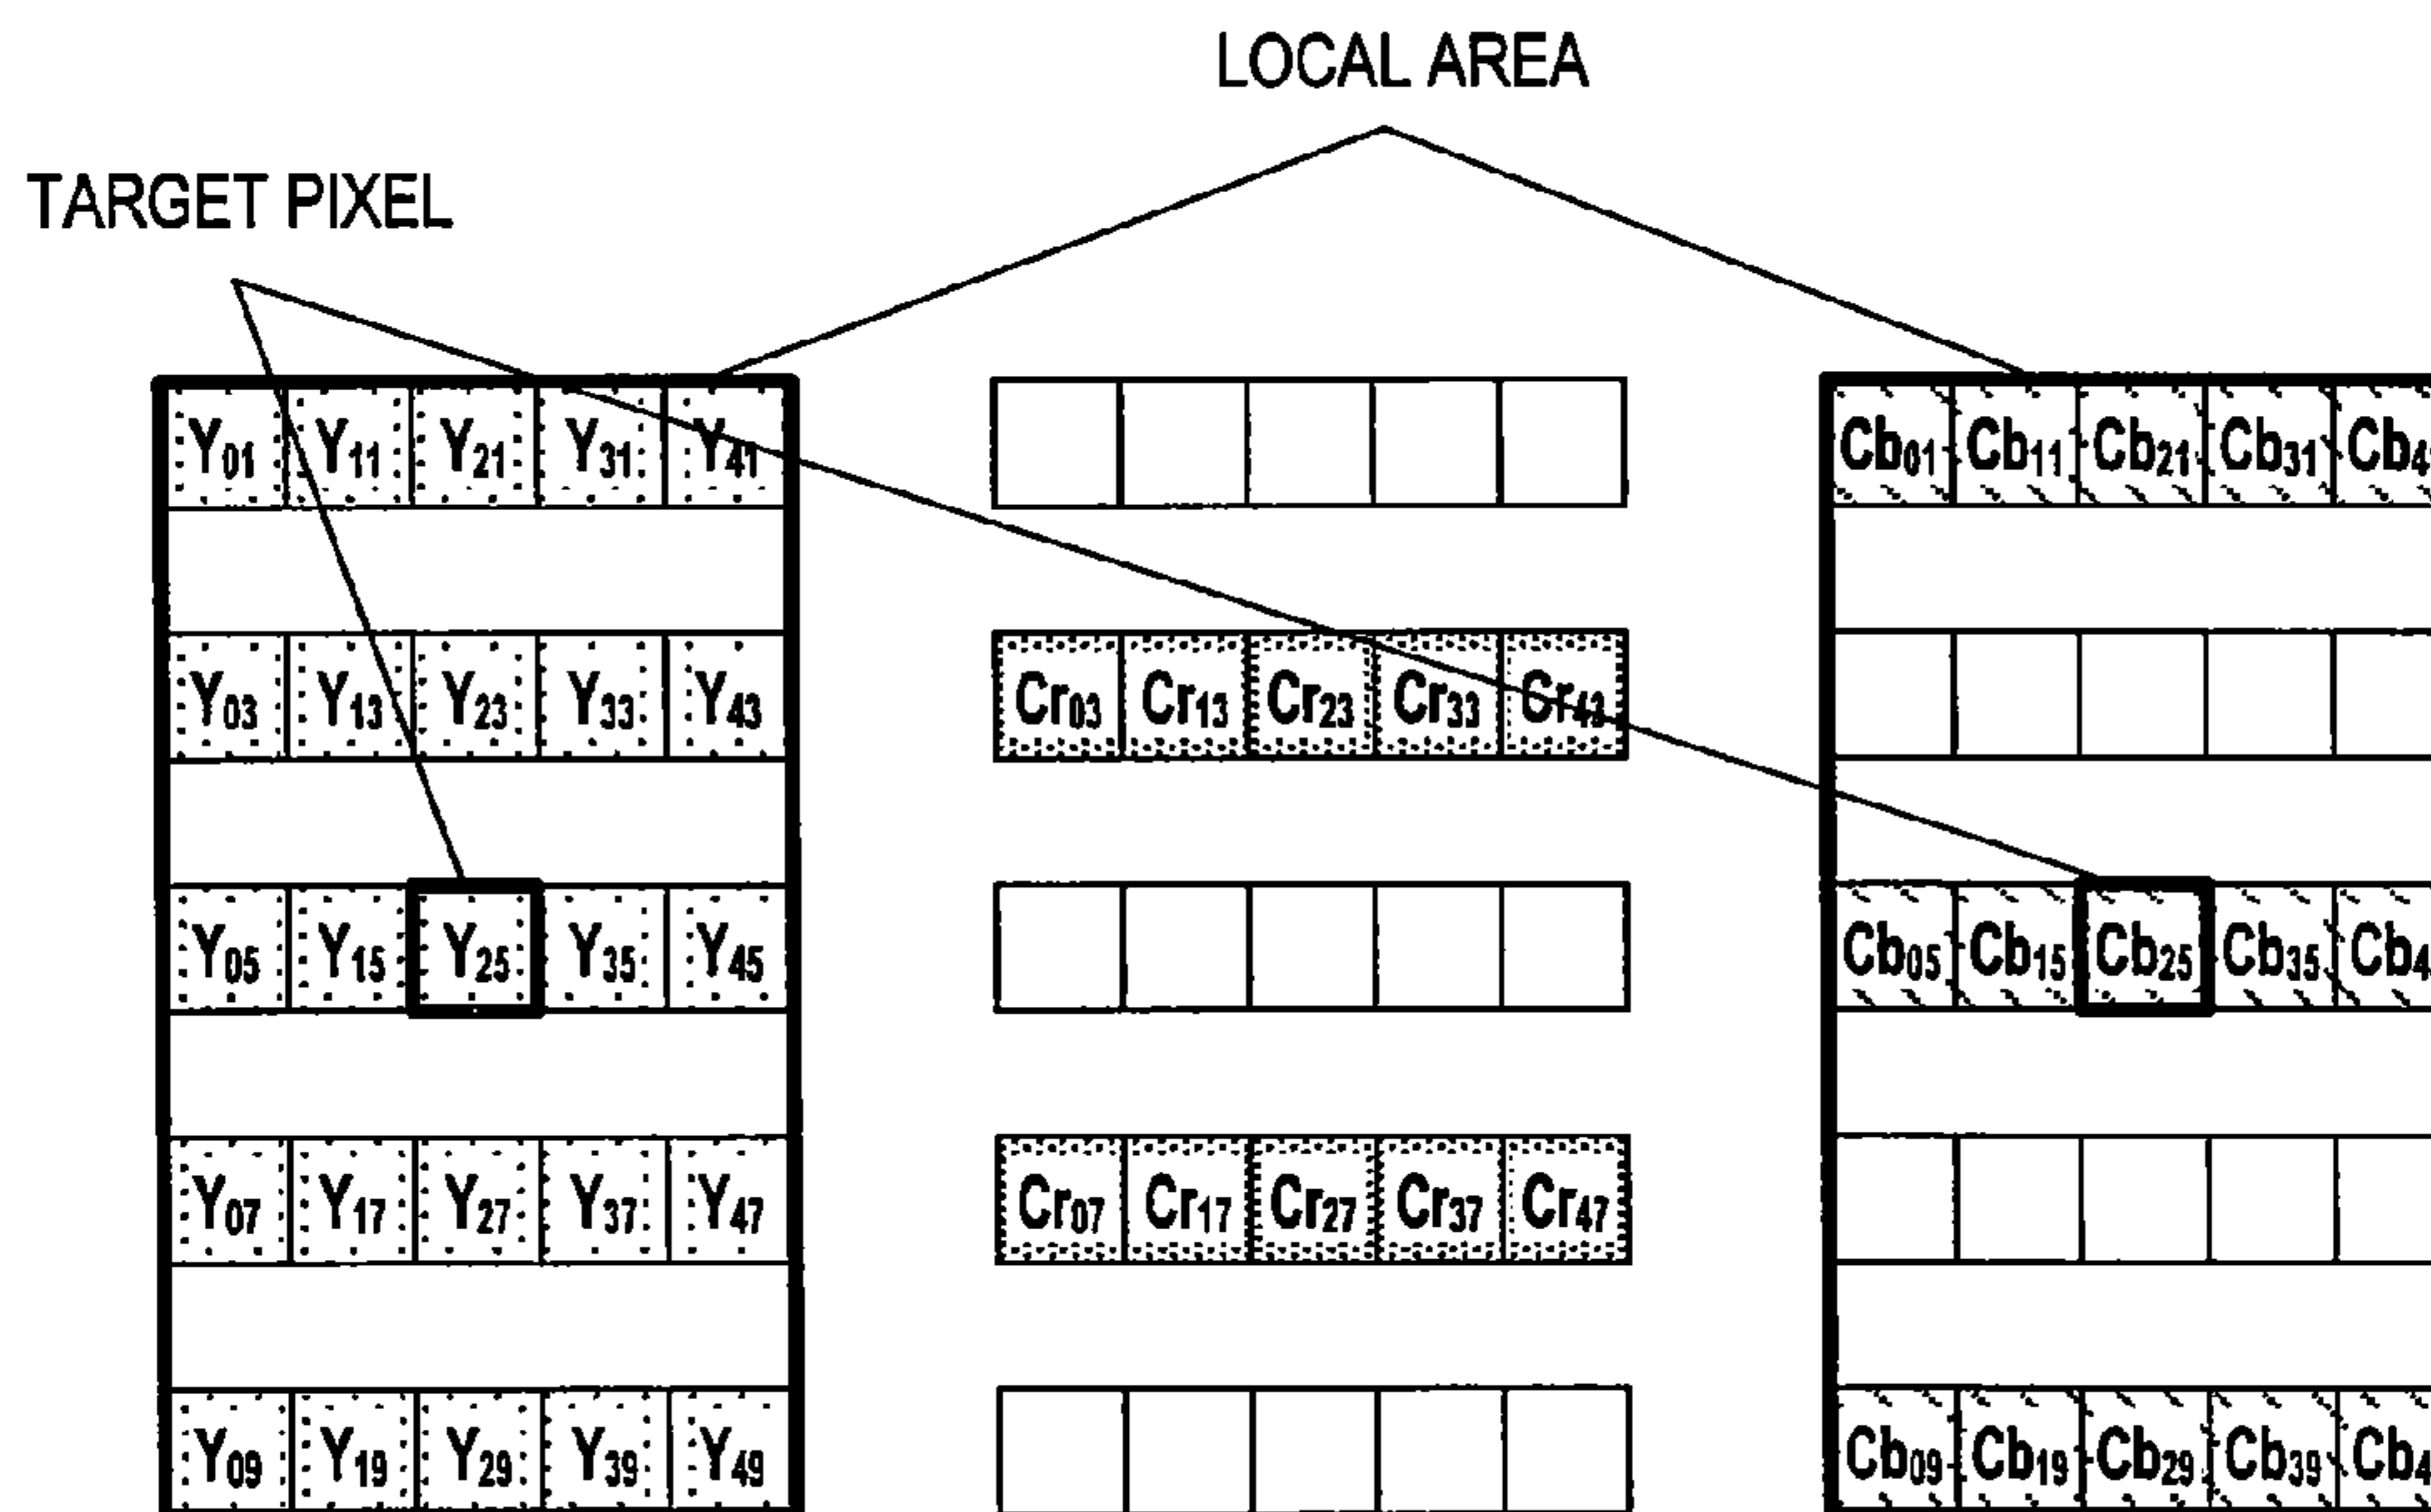 LOCAL AREA
TARGET PIXEL
Y01 Y11 Y21 Y31 Y41 Cb01 Cb11 Cb21 Cb31
Y03 Y13 Y23 Y33 Y43 Cr03 Cr13 Cr23 Cr33 Cr43
Y05 Y15 Y25 Y35 Y45 Cb05 Cb15 Cb25 Cb35 Cb4
Y07 Y17 Y27 Y37 Y47 Cr07 Cr17 Cr27 Cr37 Cr47
Y09 Y19 Y29 Y39 Y49 Cb09 Cb19 Cb29 Cb39 Cb4